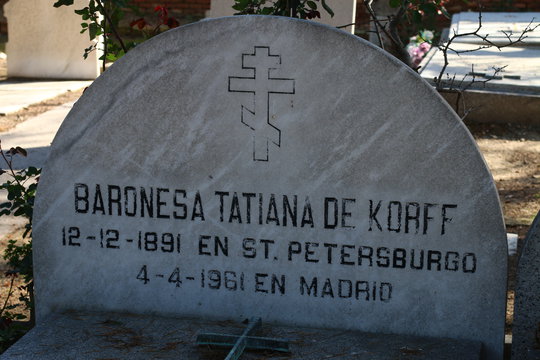 BARONESA TATIANA DE KORFF
12-12-1891 EN ST. PETERSBURGO
4-4-1961 EN MADRID